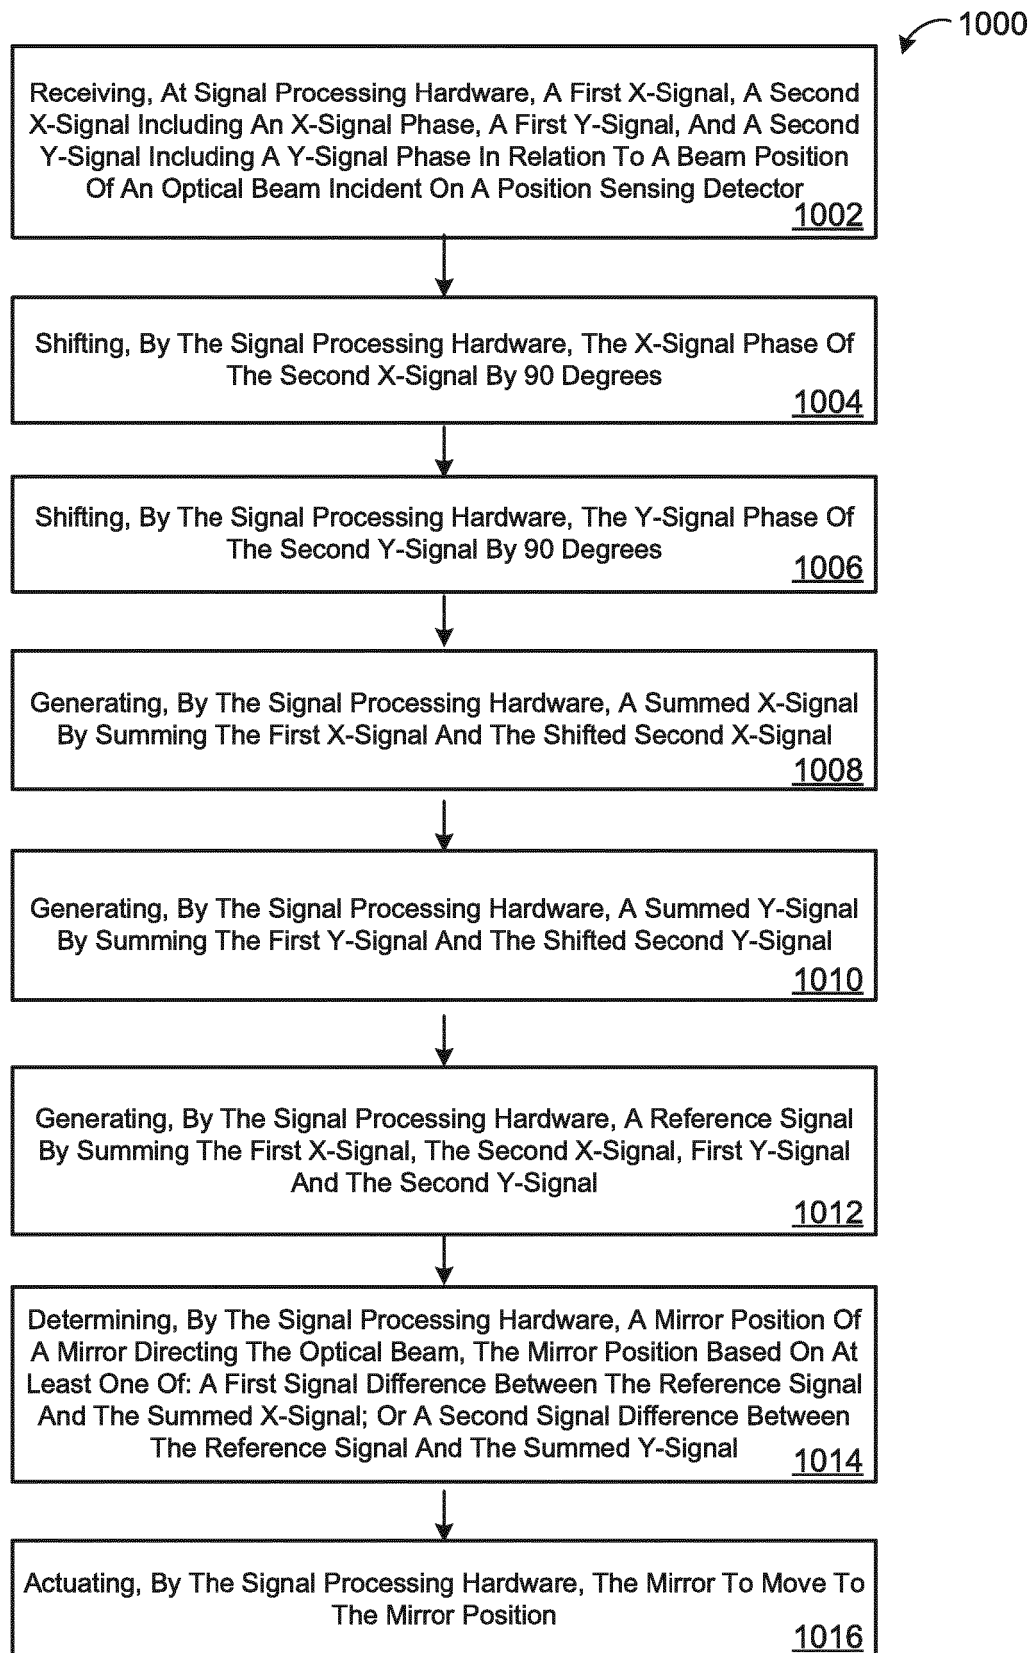 1000
Receiving, At Signal Processing Hardware, A First X-Signal, A Second
X-Signal Including An X-Signal Phase, A First Y-Signal, And A Second
Y-Signal Including A Y-Signal Phase In Relation To A Beam Position
Of An Optical Beam Incident On A Position Sensing Detector
1002
Shifting, By The Signal Processing Hardware, The X-Signal Phase Of
The Second X-Signal By 90 Degrees
1004
Shifting, By The Signal Processing Hardware, The Y-Signal Phase Of
The Second Y-Signal By 90 Degrees
1006
Generating, By The Signal Processing Hardware, A Summed X-Signal
By Summing The First X-Signal And The Shifted Second X-Signal
1008
Generating, By The Signal Processing Hardware, A Summed Y-Signal
By Summing The First Y-Signal And The Shifted Second Y-Signal
1010
Generating, By The Signal Processing Hardware, A Reference Signal
By Summing The First X-Signal, The Second X-Signal, First Y-Signal
And The Second Y-Signal
1012
Determining, By The Signal Processing Hardware, A Mirror Position Of
A Mirror Directing The Optical Beam, The Mirror Position Based On At
Least One Of: A First Signal Difference Between The Reference Signal
And The Summed X-Signal; Or A Second Signal Difference Between
The Reference Signal And The Summed Y-Signal
1014
Actuating, By The Signal Processing Hardware, The Mirror To Move To
The Mirror Position
1016